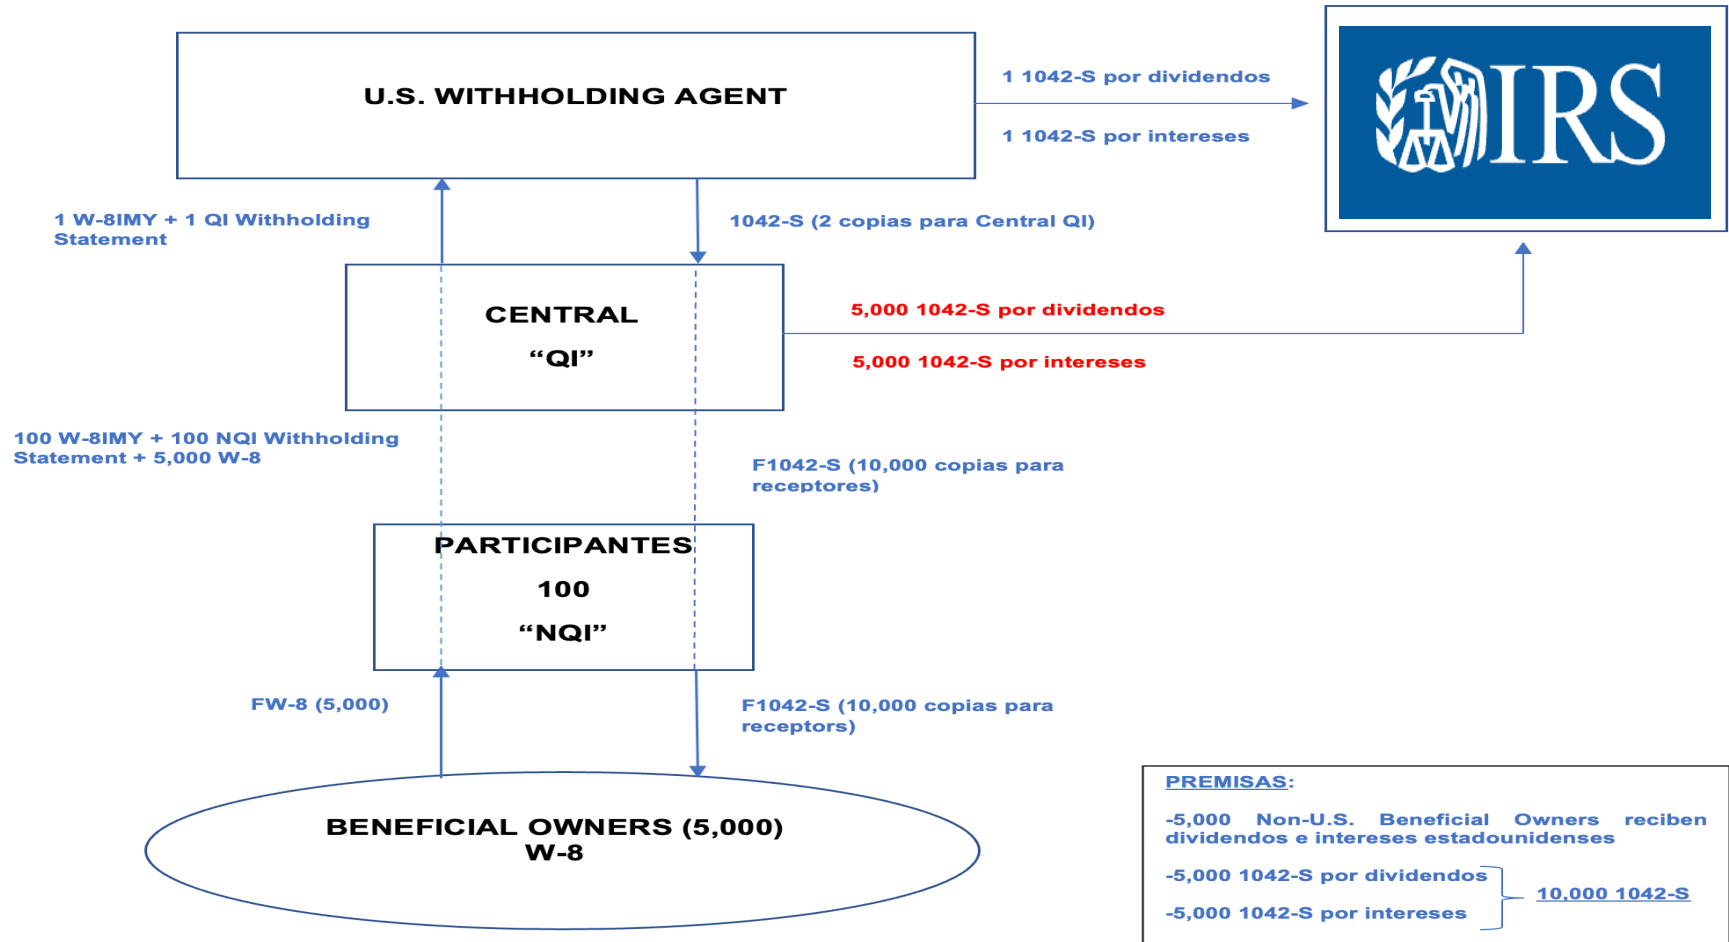 U.S. WITHHOLDING AGENT
1 1042-S por dividendos
1 1042-S por intereses
IRS
1 W-8IMY + 1 QI Withholding
Statement
1042-S (2 copias para Central QI)
CENTRAL
“QI”
5,000 1042-S por dividendos
5,000 1042-S por intereses
100 W-8IMY + 100 NQI Withholding
Statement + 5,000 W-8
F1042-S (10,000 copias para
receptores)
PARTICIPANTES
100
“NQI”
FW-8 (5,000)
F1042-S (10,000 copias para
receptors)
BENEFICIAL OWNERS (5,000)
W-8
PREMISAS:
-5,000 Non-U.S. Beneficial Owners reciben
dividendos e intereses estadounidenses
-5,000 1042-S por dividendos
10,000 1042-S
-5,000 1042-S por intereses